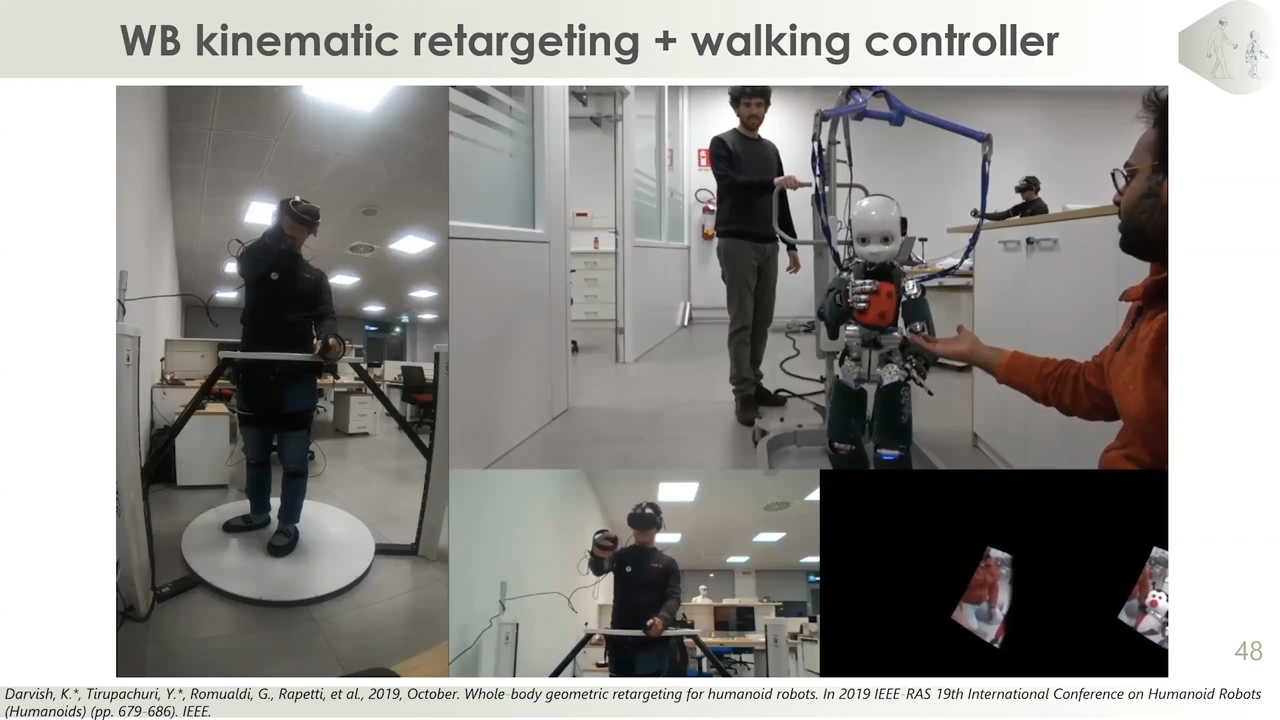 WB kinematic retargeting + walking controller
48
Darvish, K.*, Tirupachuri, Y.*, Romualdi, G., Rapetti, et al., 2019, October. Whole-body geometric retargeting for humanoid robots. In 2019 IEEE-RAS 19th International Conference on Humanoid Robots
(Humanoids) (pp. 679-686). IEEE.